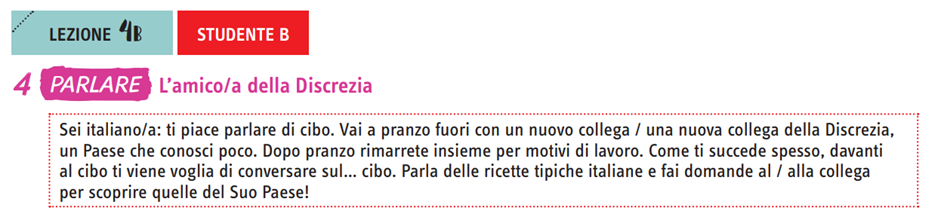 LEZIONE 4B STUDENTE B
4 PARLARE L’amico/a della Discrezia
Sei italiano/a: ti piace parlare di cibo. Vai a pranzo fuori con un nuovo collega / una nuova collega della Discrezia,
un Paese che conosci poco. Dopo pranzo rimarrete insieme per motivi di lavoro. Come ti succede spesso, davanti
al cibo ti viene voglia di conversare sul... cibo. Parla delle ricette tipiche italiane e fai domande al / alla collega
per scoprire quelle del Suo Paese!